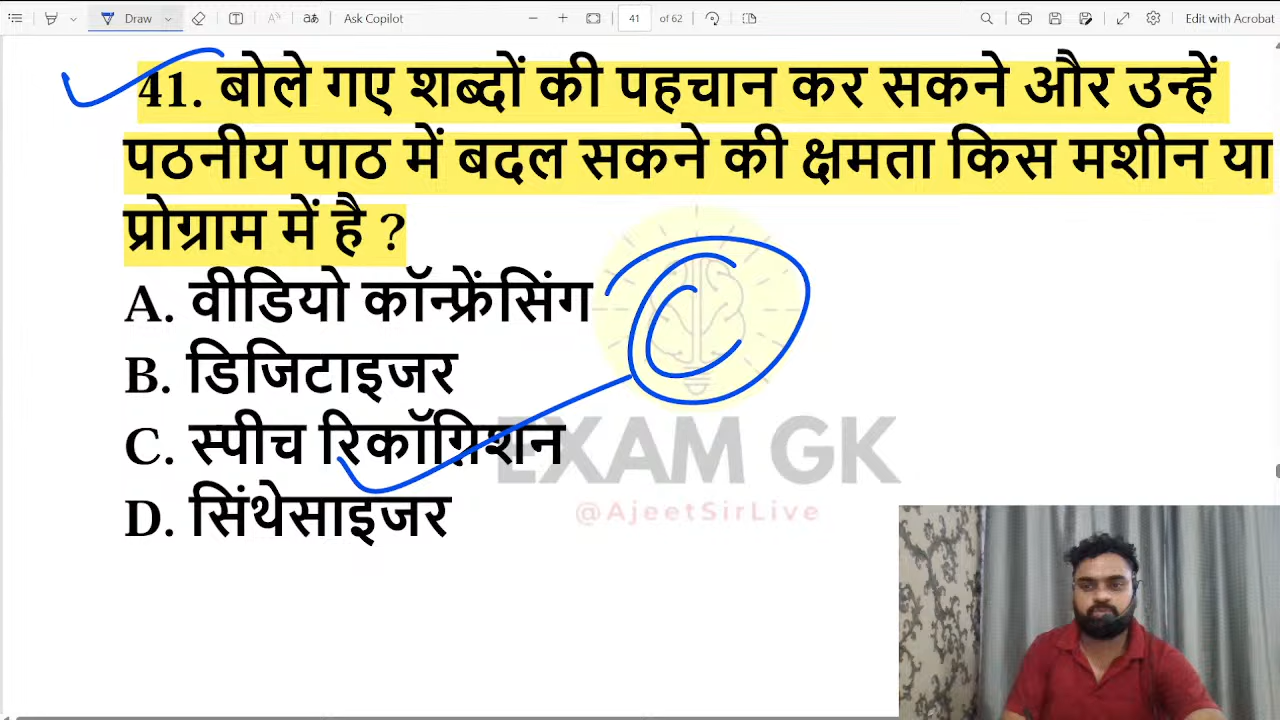 Draw
Ask Copilot
41 of 62
Edit with Acrobat
41. बोले गए शब्दों की पहचान कर सकने और उन्हें
पठनीय पाठ में बदल सकने की क्षमता किस मशीन या
प्रोग्राम में है ?
A. वीडियो कॉन्फ्रेंसिंग
B. डिजिटाइजर
C. स्पीच रिकॉग्निशन
D. सिंथेसाइजर
C
EXAM GK
@AjeetSirLive